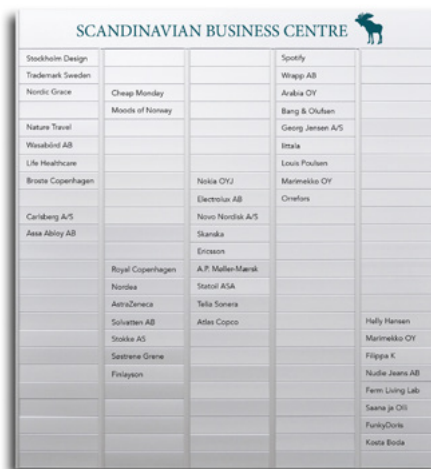 SCANDINAVIAN BUSINESS CENTRE
Stockholm Design
Trademark Sweden
Nordic Grace
Nature Travel
Wasabörd AB
Life Healthcare
Broste Copenhagen
Carlsberg A/S
Assa Abloy AB
Cheap Monday
Moods of Norway
Royal Copenhagen
Nordea
AstraZeneca
Solvatten AB
Stokke AS
Søstrene Grene
Finlayson
Nokia OYJ
Electrolux AB
Novo Nordisk A/S
Skanska
Ericsson
A.P. Møller-Mærsk
Statoil ASA
Telia Sonera
Atlas Copco
Spotify
Wrapp AB
Arabia OY
Bang & Olufsen
Georg Jensen A/S
Iittala
Louis Poulsen
Marimekko OY
Orrefors
Helly Hansen
Marimekko OY
Filippa K
Nudie Jeans AB
Ferm Living Lab
Saana ja Olli
FunkyDoris
Kosta Boda